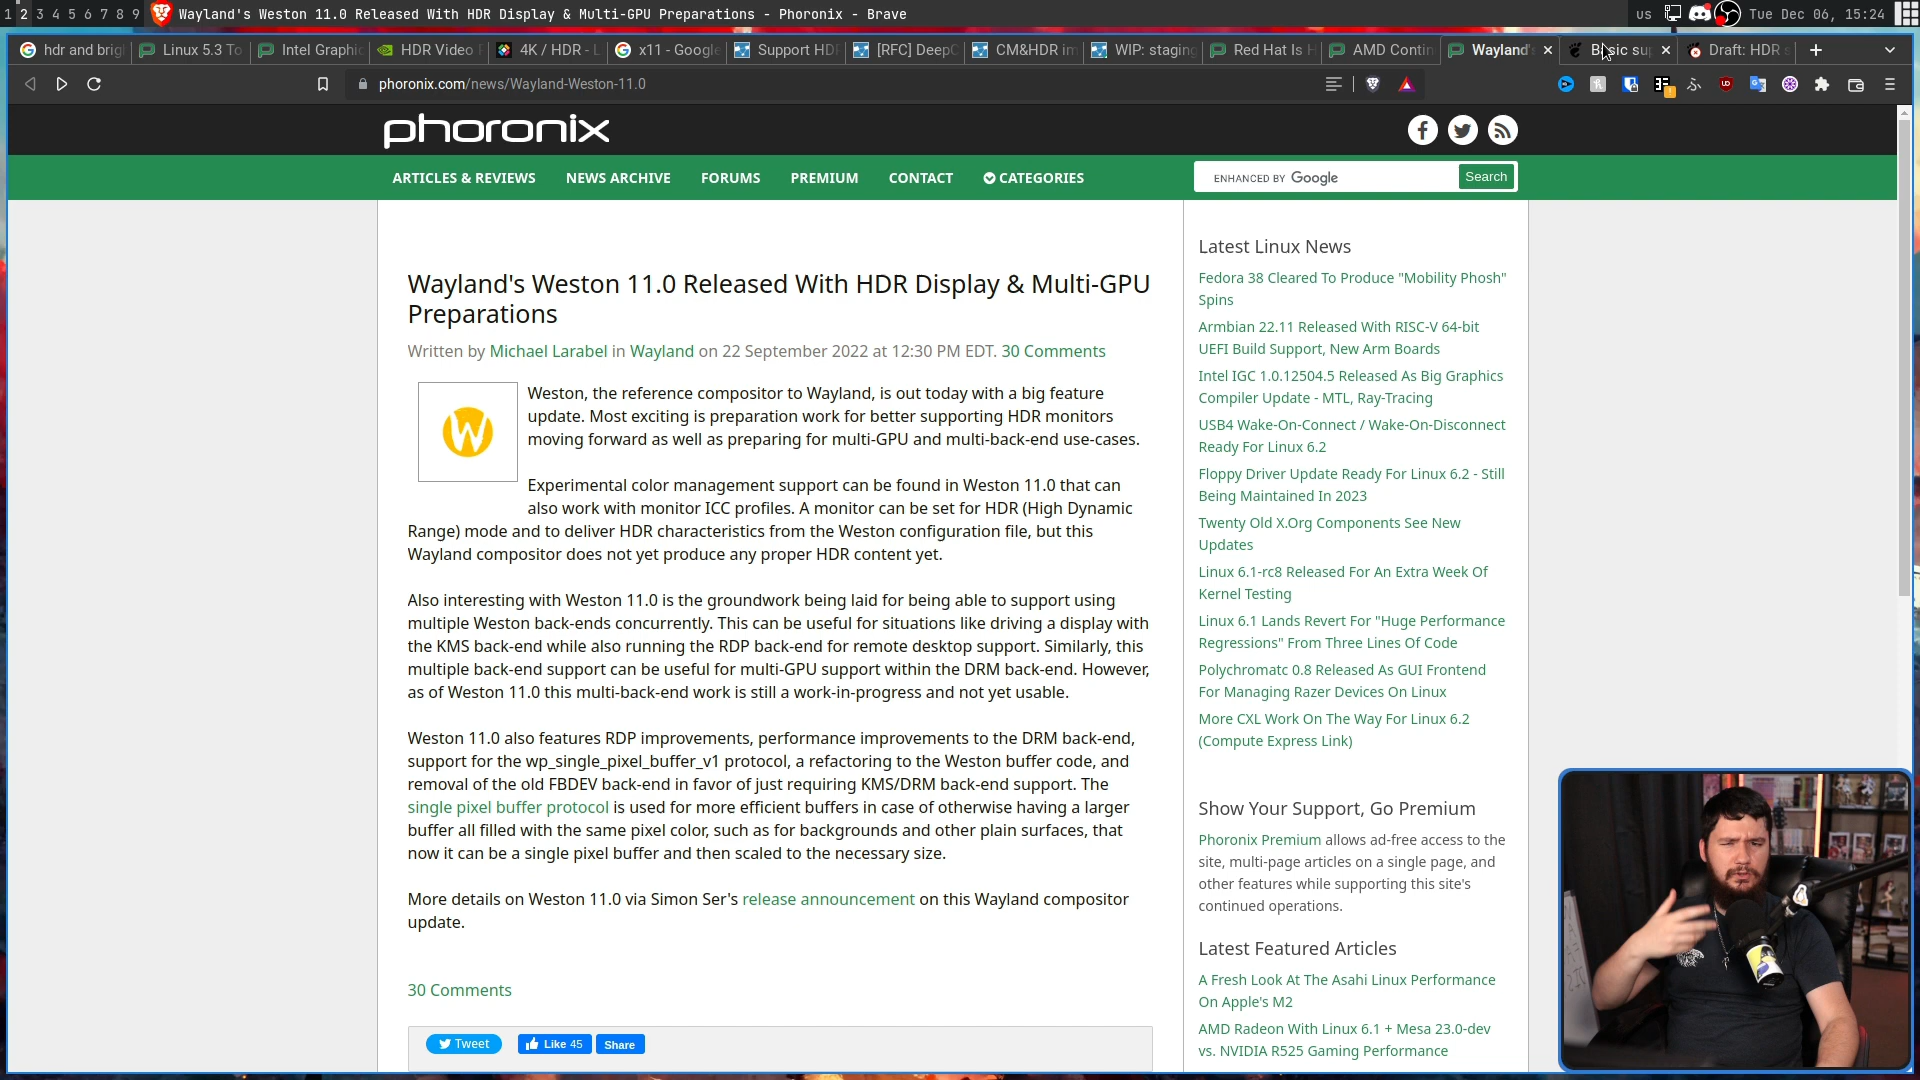 1 2 3 4 5 6 7 8 9 Wayland's Weston 11.0 Released With HDR Display & Multi-GPU Preparations - Phoronix - Brave us Tue Dec 06, 15:24
hdr and brig Linux 5.3 To Intel Graphic HDR Video 4K / HDR - L x11 - Google Support HD [RFC] DeepC CM&HDR im WIP: staging Red Hat Is H AMD Contin Wayland's Basic sup Draft: HDR s
phoronix.com/news/Wayland-Weston-11.0
phoronix
ARTICLES & REVIEWS NEWS ARCHIVE FORUMS PREMIUM CONTACT CATEGORIES ENHANCED BY Google Search
Wayland's Weston 11.0 Released With HDR Display & Multi-GPU
Preparations
Written by Michael Larabel in Wayland on 22 September 2022 at 12:30 PM EDT. 30 Comments
W
Weston, the reference compositor to Wayland, is out today with a big feature
update. Most exciting is preparation work for better supporting HDR monitors
moving forward as well as preparing for multi-GPU and multi-back-end use-cases.
Experimental color management support can be found in Weston 11.0 that can
also work with monitor ICC profiles. A monitor can be set for HDR (High Dynamic
Range) mode and to deliver HDR characteristics from the Weston configuration file, but this
Wayland compositor does not yet produce any proper HDR content yet.
Also interesting with Weston 11.0 is the groundwork being laid for being able to support using
multiple Weston back-ends concurrently. This can be useful for situations like driving a display with
the KMS back-end while also running the RDP back-end for remote desktop support. Similarly, this
multiple back-end support can be useful for multi-GPU support within the DRM back-end. However,
as of Weston 11.0 this multi-back-end work is still a work-in-progress and not yet usable.
Weston 11.0 also features RDP improvements, performance improvements to the DRM back-end,
support for the wp_single_pixel_buffer_v1 protocol, a refactoring to the Weston buffer code, and
removal of the old FBDEV back-end in favor of just requiring KMS/DRM back-end support. The
single pixel buffer protocol is used for more efficient buffers in case of otherwise having a larger
buffer all filled with the same pixel color, such as for backgrounds and other plain surfaces, that
now it can be a single pixel buffer and then scaled to the necessary size.
More details on Weston 11.0 via Simon Ser's release announcement on this Wayland compositor
update.
30 Comments
Tweet Like 45 Share
Latest Linux News
Fedora 38 Cleared To Produce "Mobility Phosh"
Spins
Armbian 22.11 Released With RISC-V 64-bit
UEFI Build Support, New Arm Boards
Intel IGC 1.0.12504.5 Released As Big Graphics
Compiler Update - MTL, Ray-Tracing
USB4 Wake-On-Connect / Wake-On-Disconnect
Ready For Linux 6.2
Floppy Driver Update Ready For Linux 6.2 - Still
Being Maintained In 2023
Twenty Old X.Org Components See New
Updates
Linux 6.1-rc8 Released For An Extra Week Of
Kernel Testing
Linux 6.1 Lands Revert For "Huge Performance
Regressions" From Three Lines Of Code
Polychromatc 0.8 Released As GUI Frontend
For Managing Razer Devices On Linux
More CXL Work On The Way For Linux 6.2
(Compute Express Link)
Show Your Support, Go Premium
Phoronix Premium allows ad-free access to the
site, multi-page articles on a single page, and
other features while supporting this site's
continued operations.
Latest Featured Articles
A Fresh Look At The Asahi Linux Performance
On Apple's M2
AMD Radeon With Linux 6.1 + Mesa 23.0-dev
vs. NVIDIA R525 Gaming Performance